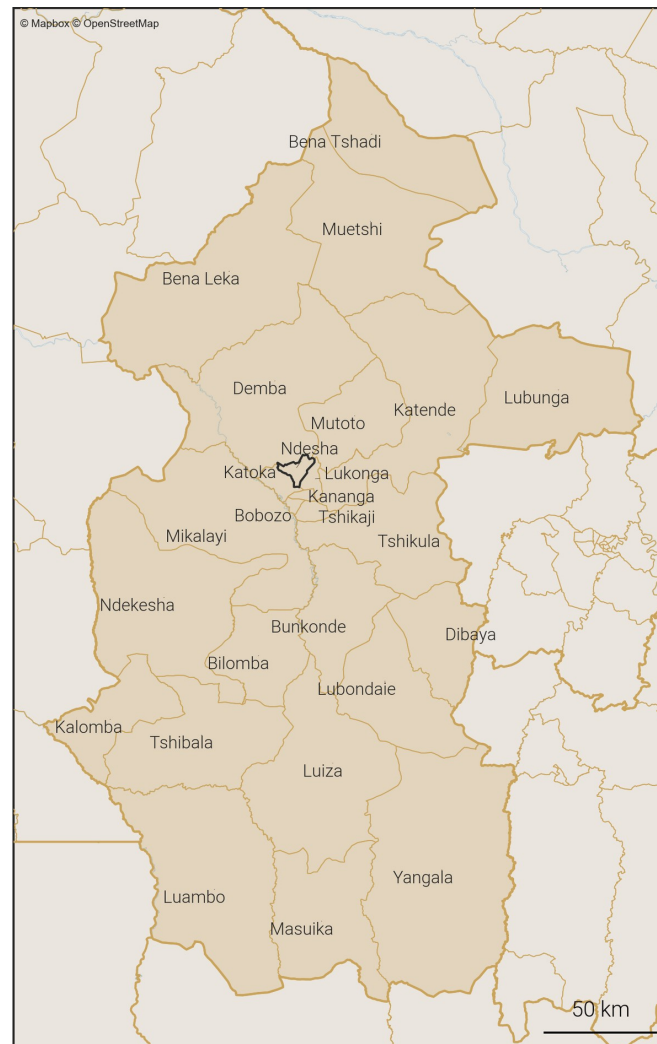 © Mapbox © OpenStreetMap
Bena Tshadi
Muetshi
Bena Leka
Demba
Katende
Lubunga
Mutoto
Ndesha
Katoka
Lukonga
Kananga
Bobozo
Tshikaji
Mikalayi
Tshikula
Ndekesha
Bunkonde
Dibaya
Bilomba
Lubondaie
Kalomba
Tshibala
Luiza
Yangala
Luambo
Masuika
50 km